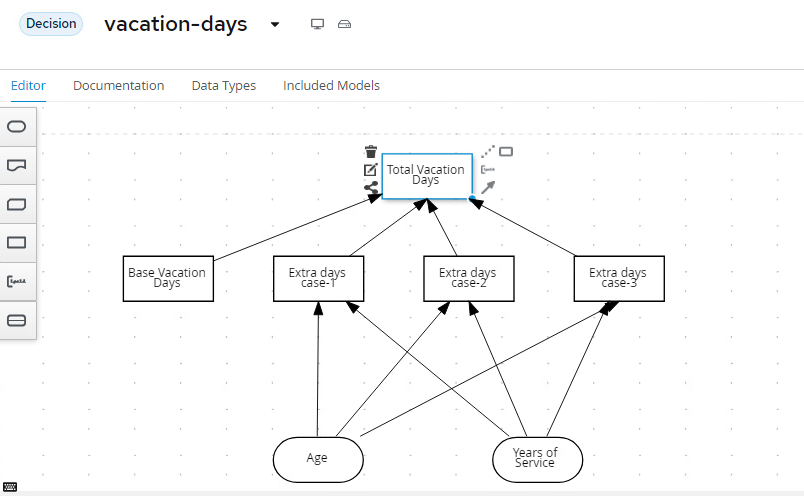 Decision
vacation-days
Editor
Documentation
Data Types
Included Models
Total Vacation
Days
Base Vacation
Days
Extra days
case-1
Extra days
case-2
Extra days
case-3
Age
Years of
Service